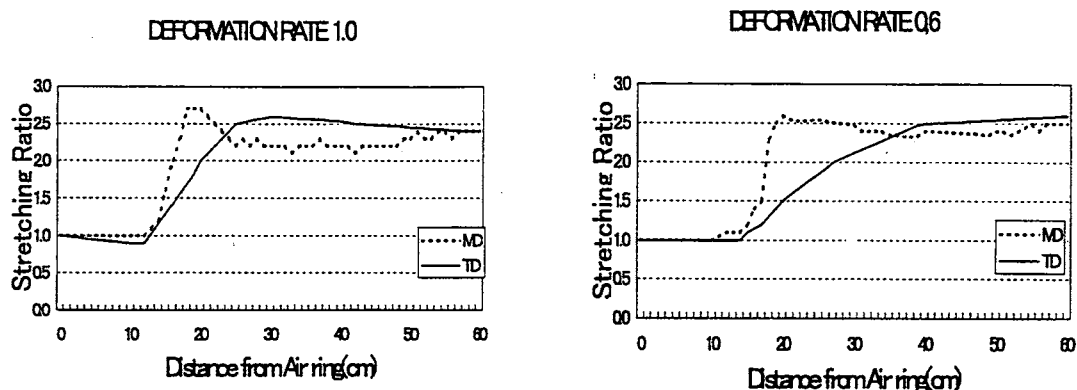 DEFORMATION RATE 1.0
Stretching Ratio
3.0
2.5
2.0
1.5
1.0
0.5
0.0
MD
TD
0 10 20 30 40 50 60
Distance from Air ring(cm)
DEFORMATION RATE 0,6
Stretching Ratio
3.0
2.5
2.0
1.5
1.0
0.5
0.0
MD
TD
0 10 20 30 40 50 60
Distance from Air ring(cm)